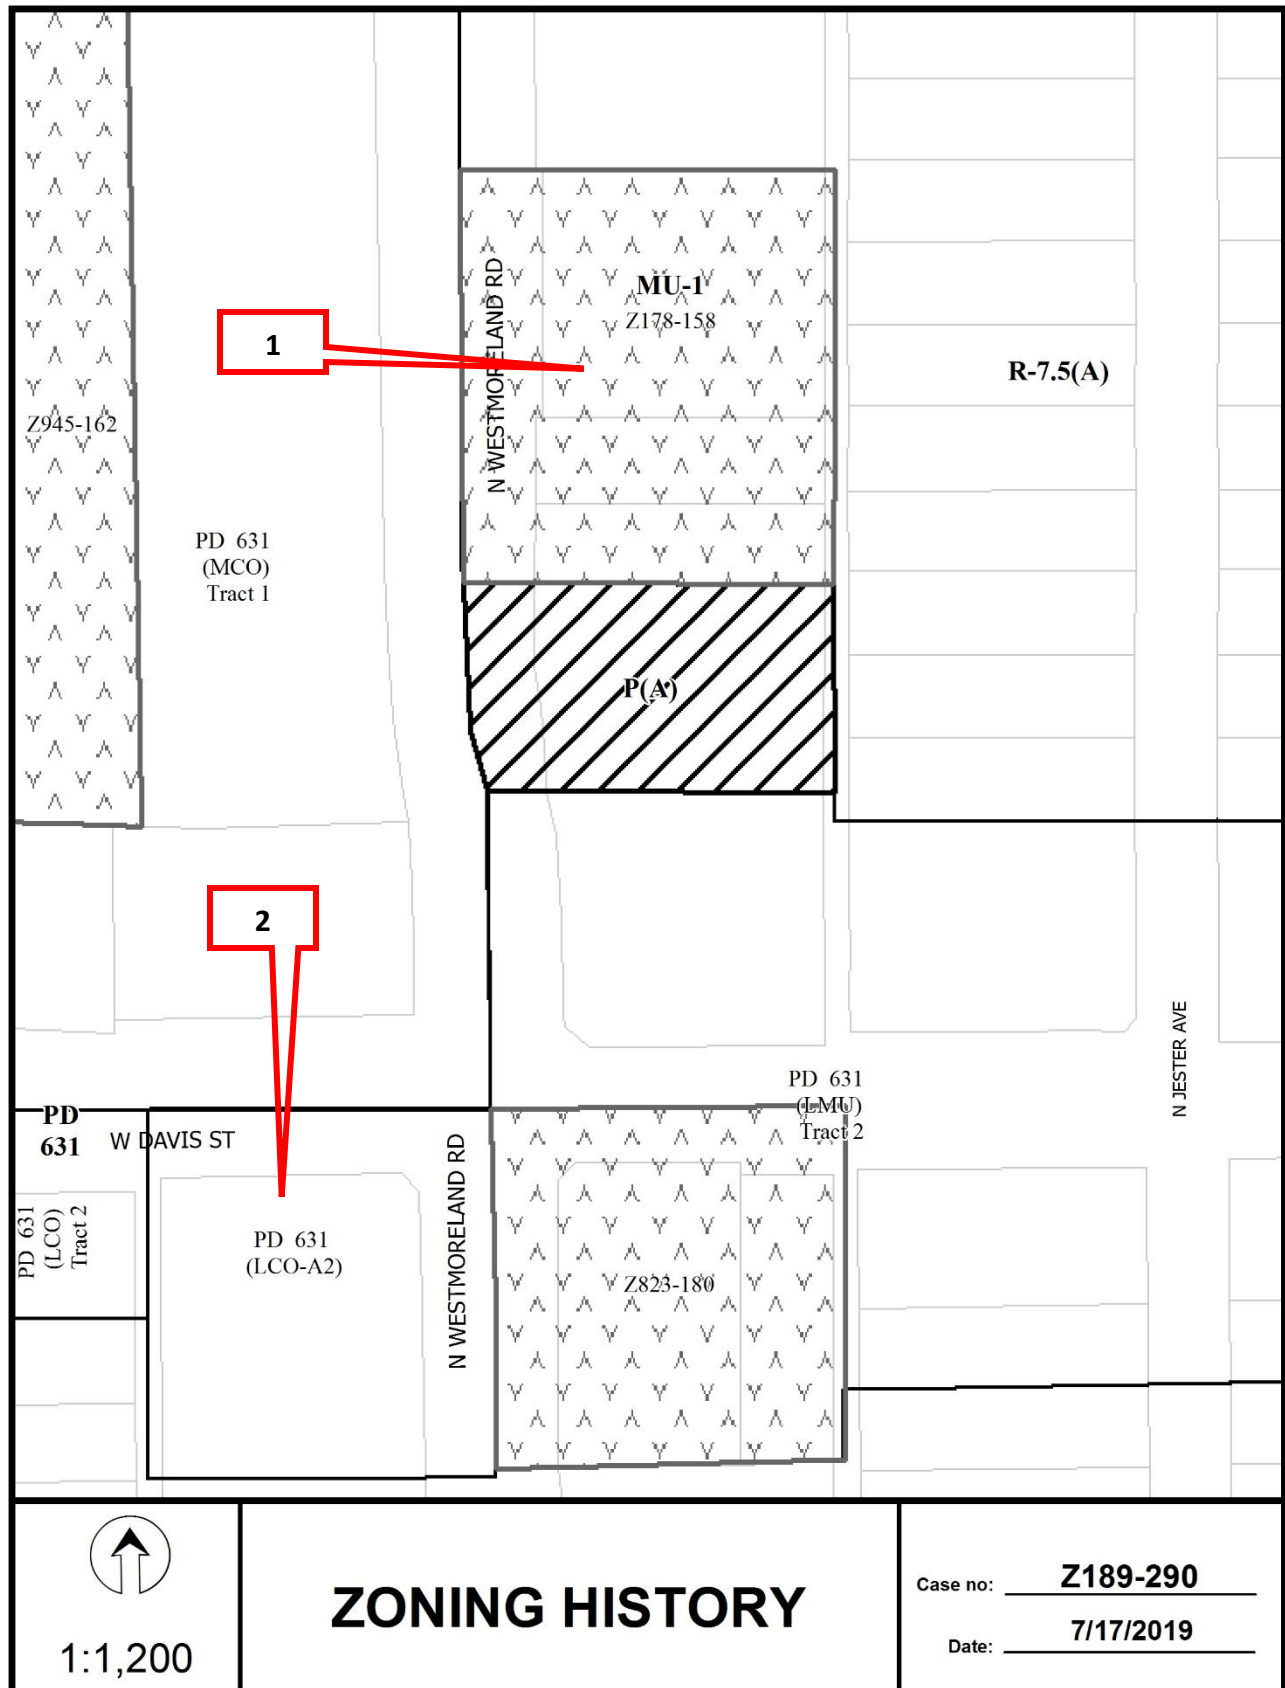 N WESTMORELAND RD
MU-1
Z178-158
1
R-7.5(A)
Z945-162
PD 631
(MCO)
Tract 1
P(A)
2
N JESTER AVE
PD 631
(LMU)
Tract 2
PD
631
W DAVIS ST
N WESTMORELAND RD
PD 631
(LCO)
Tract 2
PD 631
(LCO-A2)
Z823-180
1:1,200
ZONING HISTORY
Case no: Z189-290
Date: 7/17/2019